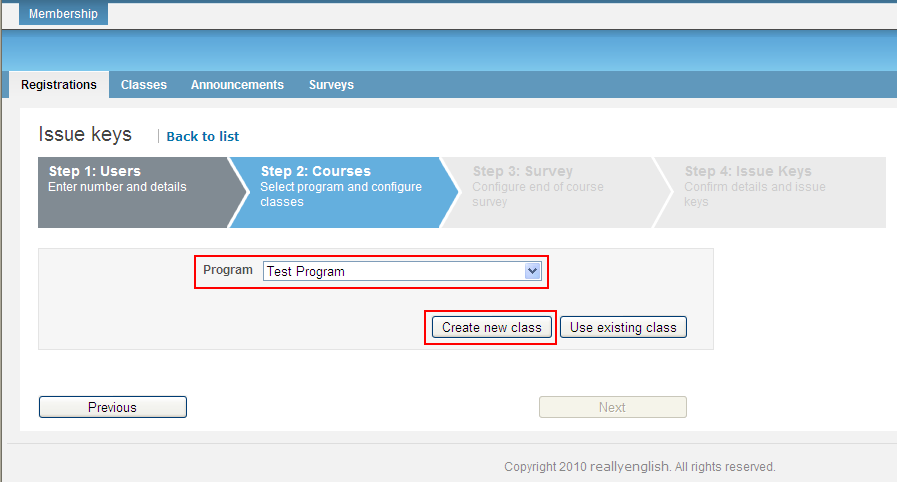 Membership
Registrations Classes Announcements Surveys
Issue keys Back to list
Step 1: Users
Enter number and details
Step 2: Courses
Select program and configure
classes
Step 3: Survey
Configure end of course
survey
Step 4: Issue Keys
Confirm details and issue
keys
Program Test Program
Create new class Use existing class
Previous Next
Copyright 2010 reallyenglish. All rights reserved.